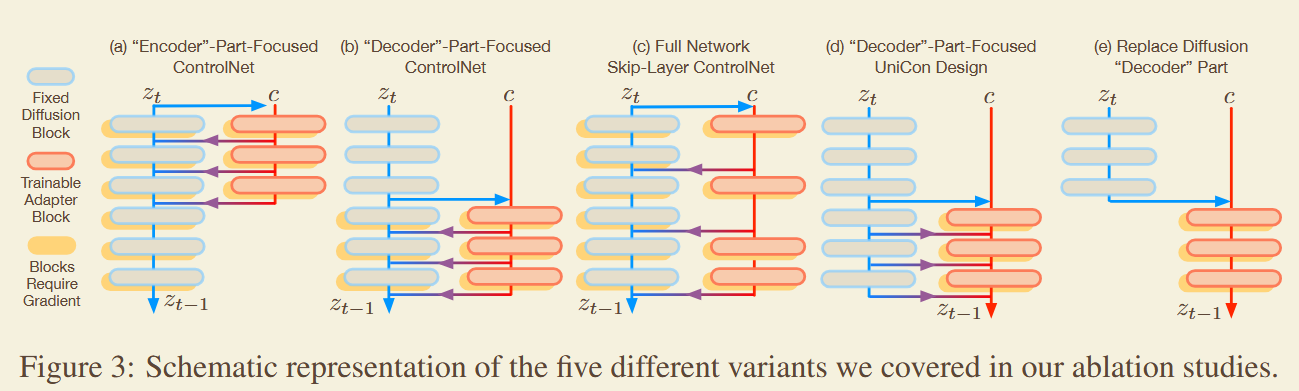 (a) “Encoder”-Part-Focused
ControlNet
(b) “Decoder”-Part-Focused
ControlNet
(c) Full Network
Skip-Layer ControlNet
(d) “Decoder”-Part-Focused
UniCon Design
(e) Replace Diffusion
“Decoder” Part
Fixed
Diffusion
Block
Trainable
Adapter
Block
Blocks
Require
Gradient
z_t c
z_{t−1}
z_t c
z_{t−1}
z_t c
z_{t−1}
z_t c
z_{t−1}
z_t c
z_{t−1}
Figure 3: Schematic representation of the five different variants we covered in our ablation studies.